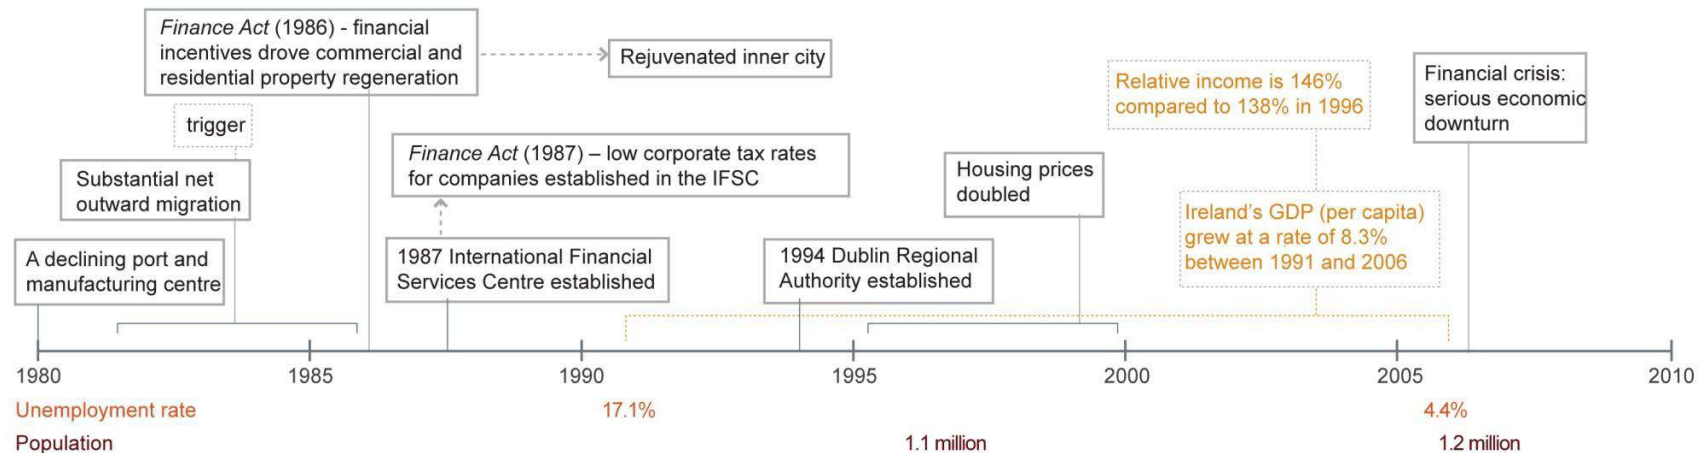 Finance Act (1986) - financial
incentives drove commercial and
residential property regeneration
Rejuvenated inner city
trigger
Substantial net
outward migration
A declining port and
manufacturing centre
Finance Act (1987) – low corporate tax rates
for companies established in the IFSC
1987 International Financial
Services Centre established
1994 Dublin Regional
Authority established
Housing prices
doubled
Relative income is 146%
compared to 138% in 1996
Ireland's GDP (per capita)
grew at a rate of 8.3%
between 1991 and 2006
Financial crisis:
serious economic
downturn
1980 1985 1990 1995 2000 2005 2010
Unemployment rate 17.1% 4.4%
Population 1.1 million 1.2 million